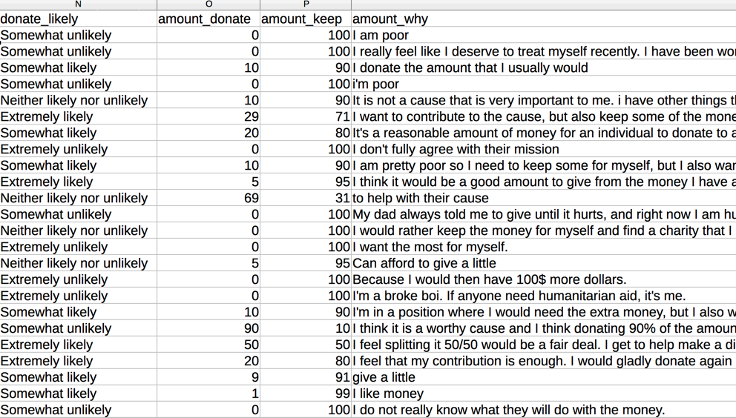 N O P
donate_likely amount_donate amount_keep amount_why
Somewhat unlikely 0 100 I am poor
Somewhat unlikely 0 100 I really feel like I deserve to treat myself recently. I have been wor
Somewhat likely 10 90 I donate the amount that I usually would
Somewhat unlikely 0 100 i'm poor
Neither likely nor unlikely 10 90 It is not a cause that is very important to me. i have other things t
Extremely likely 29 71 I want to contribute to the cause, but also keep some of the mone
Somewhat likely 20 80 It's a reasonable amount of money for an individual to donate to a
Extremely unlikely 0 100 I don't fully agree with their mission
Somewhat likely 10 90 I am pretty poor so I need to keep some for myself, but I also wan
Extremely likely 5 95 I think it would be a good amount to give from the money I have a
Neither likely nor unlikely 69 31 to help with their cause
Somewhat unlikely 0 100 My dad always told me to give until it hurts, and right now I am hu
Neither likely nor unlikely 0 100 I would rather keep the money for myself and find a charity that I
Extremely unlikely 0 100 I want the most for myself.
Neither likely nor unlikely 5 95 Can afford to give a little
Extremely unlikely 0 100 Because I would then have 100$ more dollars.
Extremely unlikely 0 100 I'm a broke boi. If anyone need humanitarian aid, it's me.
Somewhat likely 10 90 I'm in a position where I would need the extra money, but I also w
Somewhat unlikely 90 10 I think it is a worthy cause and I think donating 90% of the amoun
Extremely likely 50 50 I feel splitting it 50/50 would be a fair deal. I get to help make a di
Extremely likely 20 80 I feel that my contribution is enough. I would gladly donate again
Somewhat likely 9 91 give a little
Somewhat likely 1 99 I like money
Somewhat unlikely 0 100 I do not really know what they will do with the money.